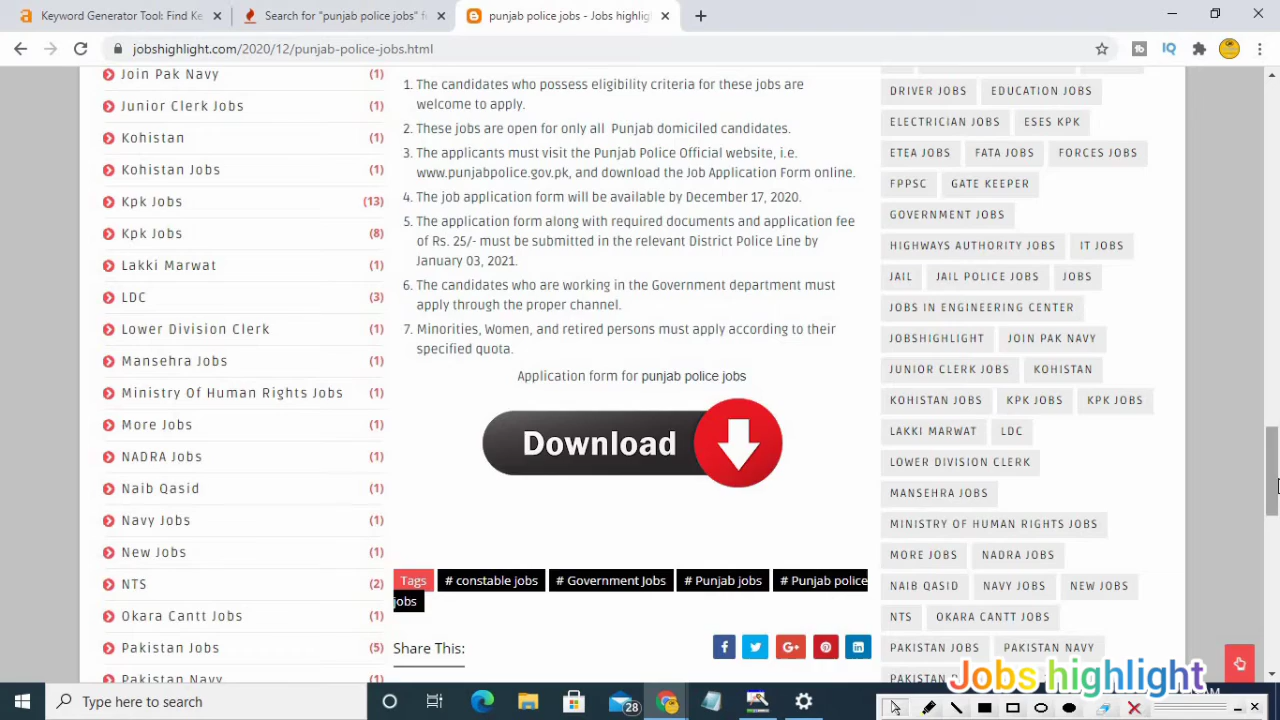 Keyword Generator Tool: Find K
Search for "punjab police jobs"
punjab police jobs - Jobs highlig
jobshighlight.com/2020/12/punjab-police-jobs.html
IQ
Join Pak Navy (1)
Junior Clerk Jobs (1)
Kohistan (1)
Kohistan Jobs (1)
Kpk Jobs (13)
Kpk Jobs (8)
Lakki Marwat (1)
LDC (3)
Lower Division Clerk (1)
Mansehra Jobs (1)
Ministry Of Human Rights Jobs (1)
More Jobs (1)
NADRA Jobs (1)
Naib Qasid (1)
Navy Jobs (1)
New Jobs (1)
NTS (2)
Okara Cantt Jobs (1)
Pakistan Jobs (5)
Pakistan Navy (1)
1. The candidates who possess eligibility criteria for these jobs are
welcome to apply.
2. These jobs are open for only all Punjab domiciled candidates.
3. The applicants must visit the Punjab Police Official website, i.e.
www.punjabpolice.gov.pk, and download the Job Application Form online.
4. The job application form will be available by December 17, 2020.
5. The application form along with required documents and application fee
of Rs. 25/- must be submitted in the relevant District Police Line by
January 03, 2021.
6. The candidates who are working in the Government department must
apply through the proper channel.
7. Minorities, Women, and retired persons must apply according to their
specified quota.
Application form for punjab police jobs
Download
Tags # constable jobs # Government Jobs # Punjab jobs # Punjab police
jobs
Share This:
DRIVER JOBS EDUCATION JOBS
ELECTRICIAN JOBS ESES KPK
ETEA JOBS FATA JOBS FORCES JOBS
FPPSC GATE KEEPER
GOVERNMENT JOBS
HIGHWAYS AUTHORITY JOBS IT JOBS
JAIL JAIL POLICE JOBS JOBS
JOBS IN ENGINEERING CENTER
JOBSHIGHLIGHT JOIN PAK NAVY
JUNIOR CLERK JOBS KOHISTAN
KOHISTAN JOBS KPK JOBS KPK JOBS
LAKKI MARWAT LDC
LOWER DIVISION CLERK
MANSEHRA JOBS
MINISTRY OF HUMAN RIGHTS JOBS
MORE JOBS NADRA JOBS
NAIB QASID NAVY JOBS NEW JOBS
NTS OKARA CANTT JOBS
PAKISTAN JOBS PAKISTAN NAVY
Jobs highlight
Type here to search
28